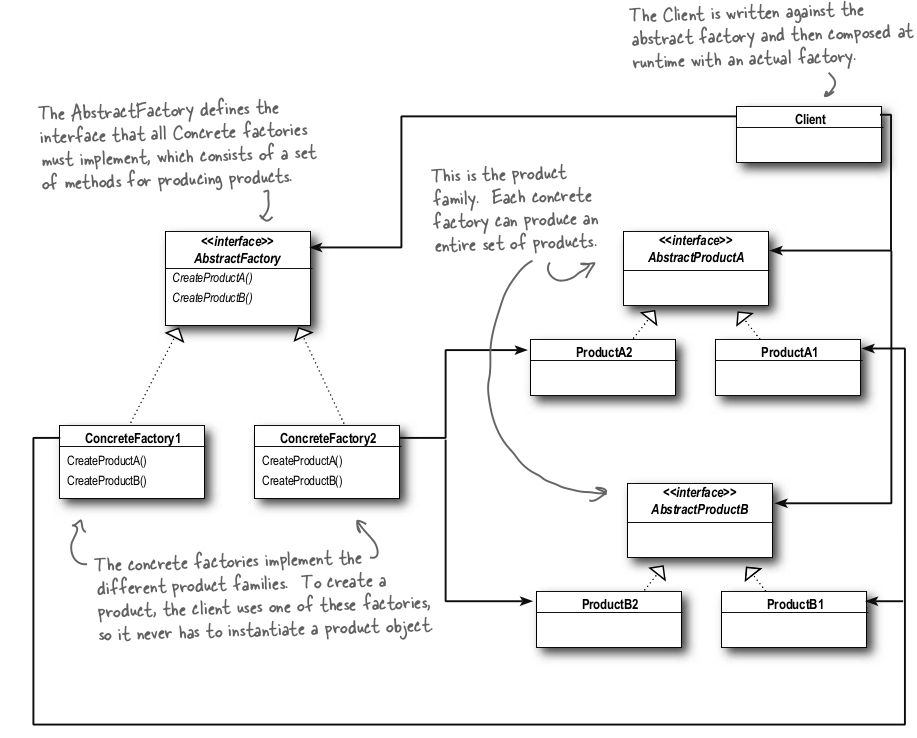 The Client is written against the
abstract factory and then composed at
runtime with an actual factory.
The AbstractFactory defines the
interface that all Concrete factories
must implement, which consists of a set
of methods for producing products.
Client
This is the product
family. Each concrete
factory can produce an
entire set of products.
<<interface>>
AbstractFactory
CreateProductA()
CreateProductB()
<<interface>>
AbstractProductA
ProductA2
ProductA1
ConcreteFactory1
CreateProductA()
CreateProductB()
ConcreteFactory2
CreateProductA()
CreateProductB()
<<interface>>
AbstractProductB
ProductB2
ProductB1
The concrete factories implement the
different product families. To create a
product, the client uses one of these factories,
so it never has to instantiate a product object